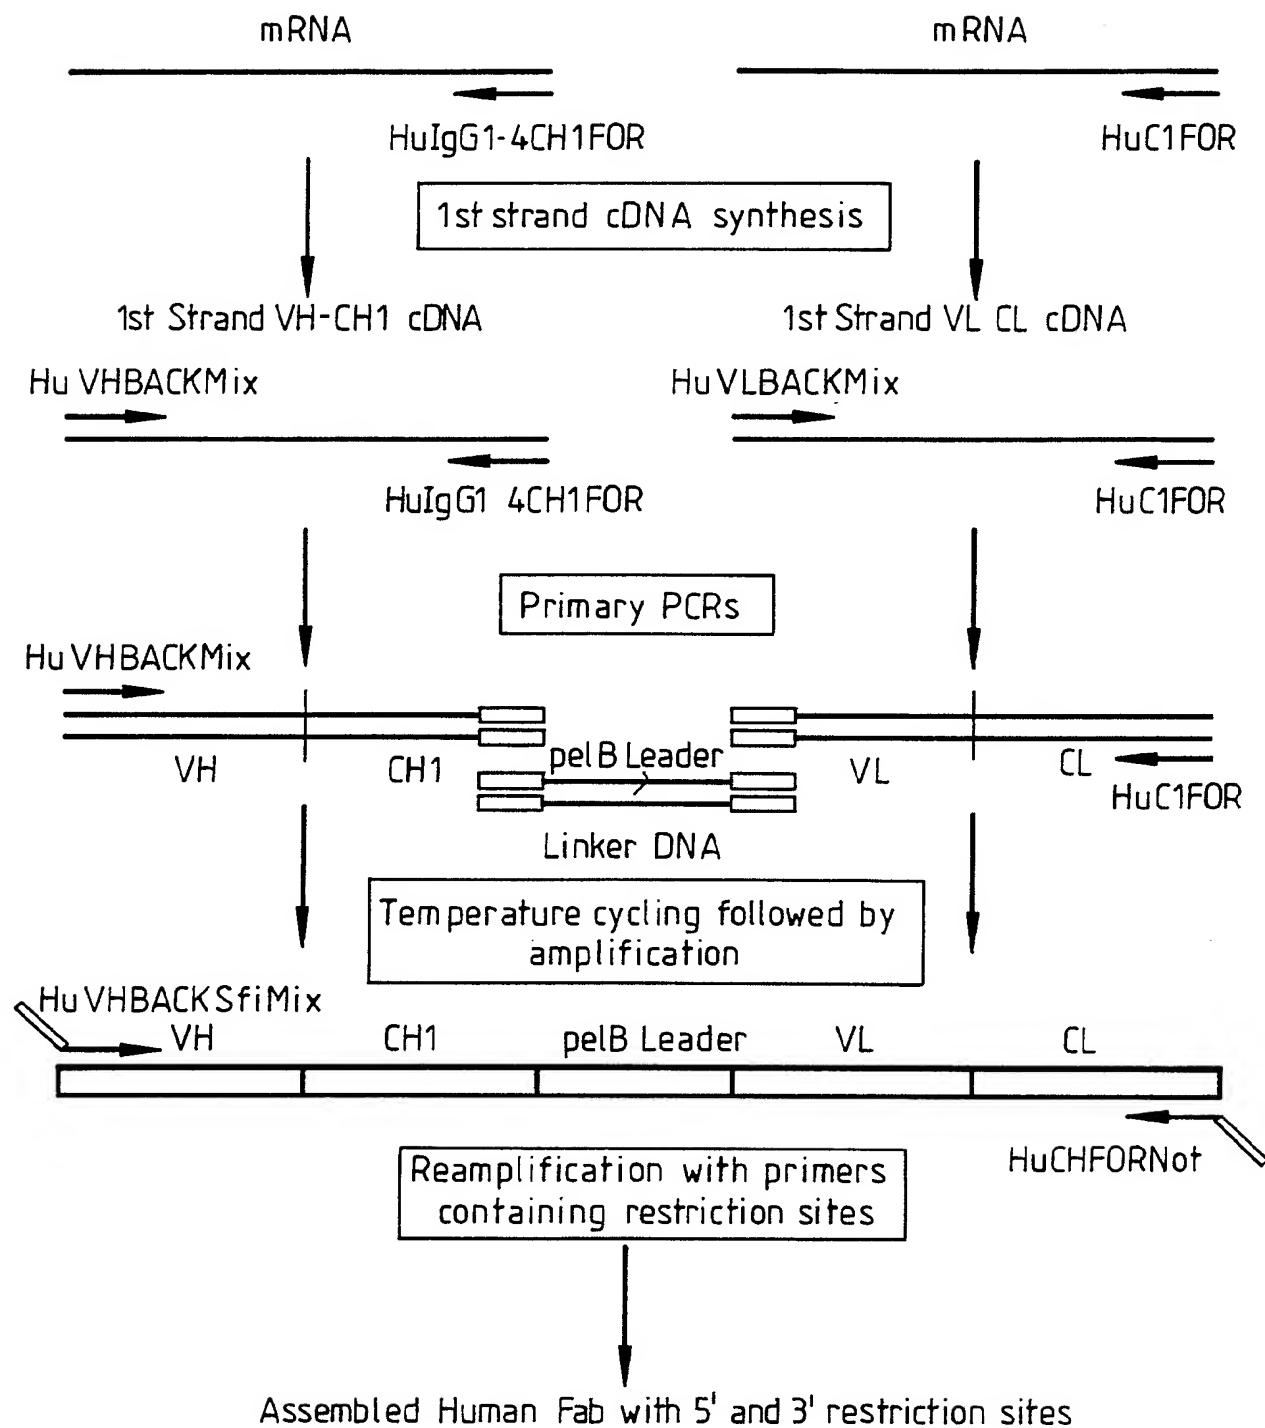 mRNA
mRNA
HuIgG1-4CH1FOR
HuC1FOR
1st strand cDNA synthesis
1st Strand VH-CH1 cDNA
1st Strand VL CL cDNA
Hu VHBACKMix
Hu VLBACKMix
HuIgG1 4CH1FOR
HuC1FOR
Primary PCRs
Hu VHBACKMix
VH
CH1
pelB Leader
VL
CL
HuC1FOR
Linker DNA
Temperature cycling followed by
amplification
Hu VHBACKSfiMix
VH
CH1
pelB Leader
VL
CL
HuCHFORNot
Reamplification with primers
containing restriction sites
Assembled Human Fab with 5' and 3' restriction sites